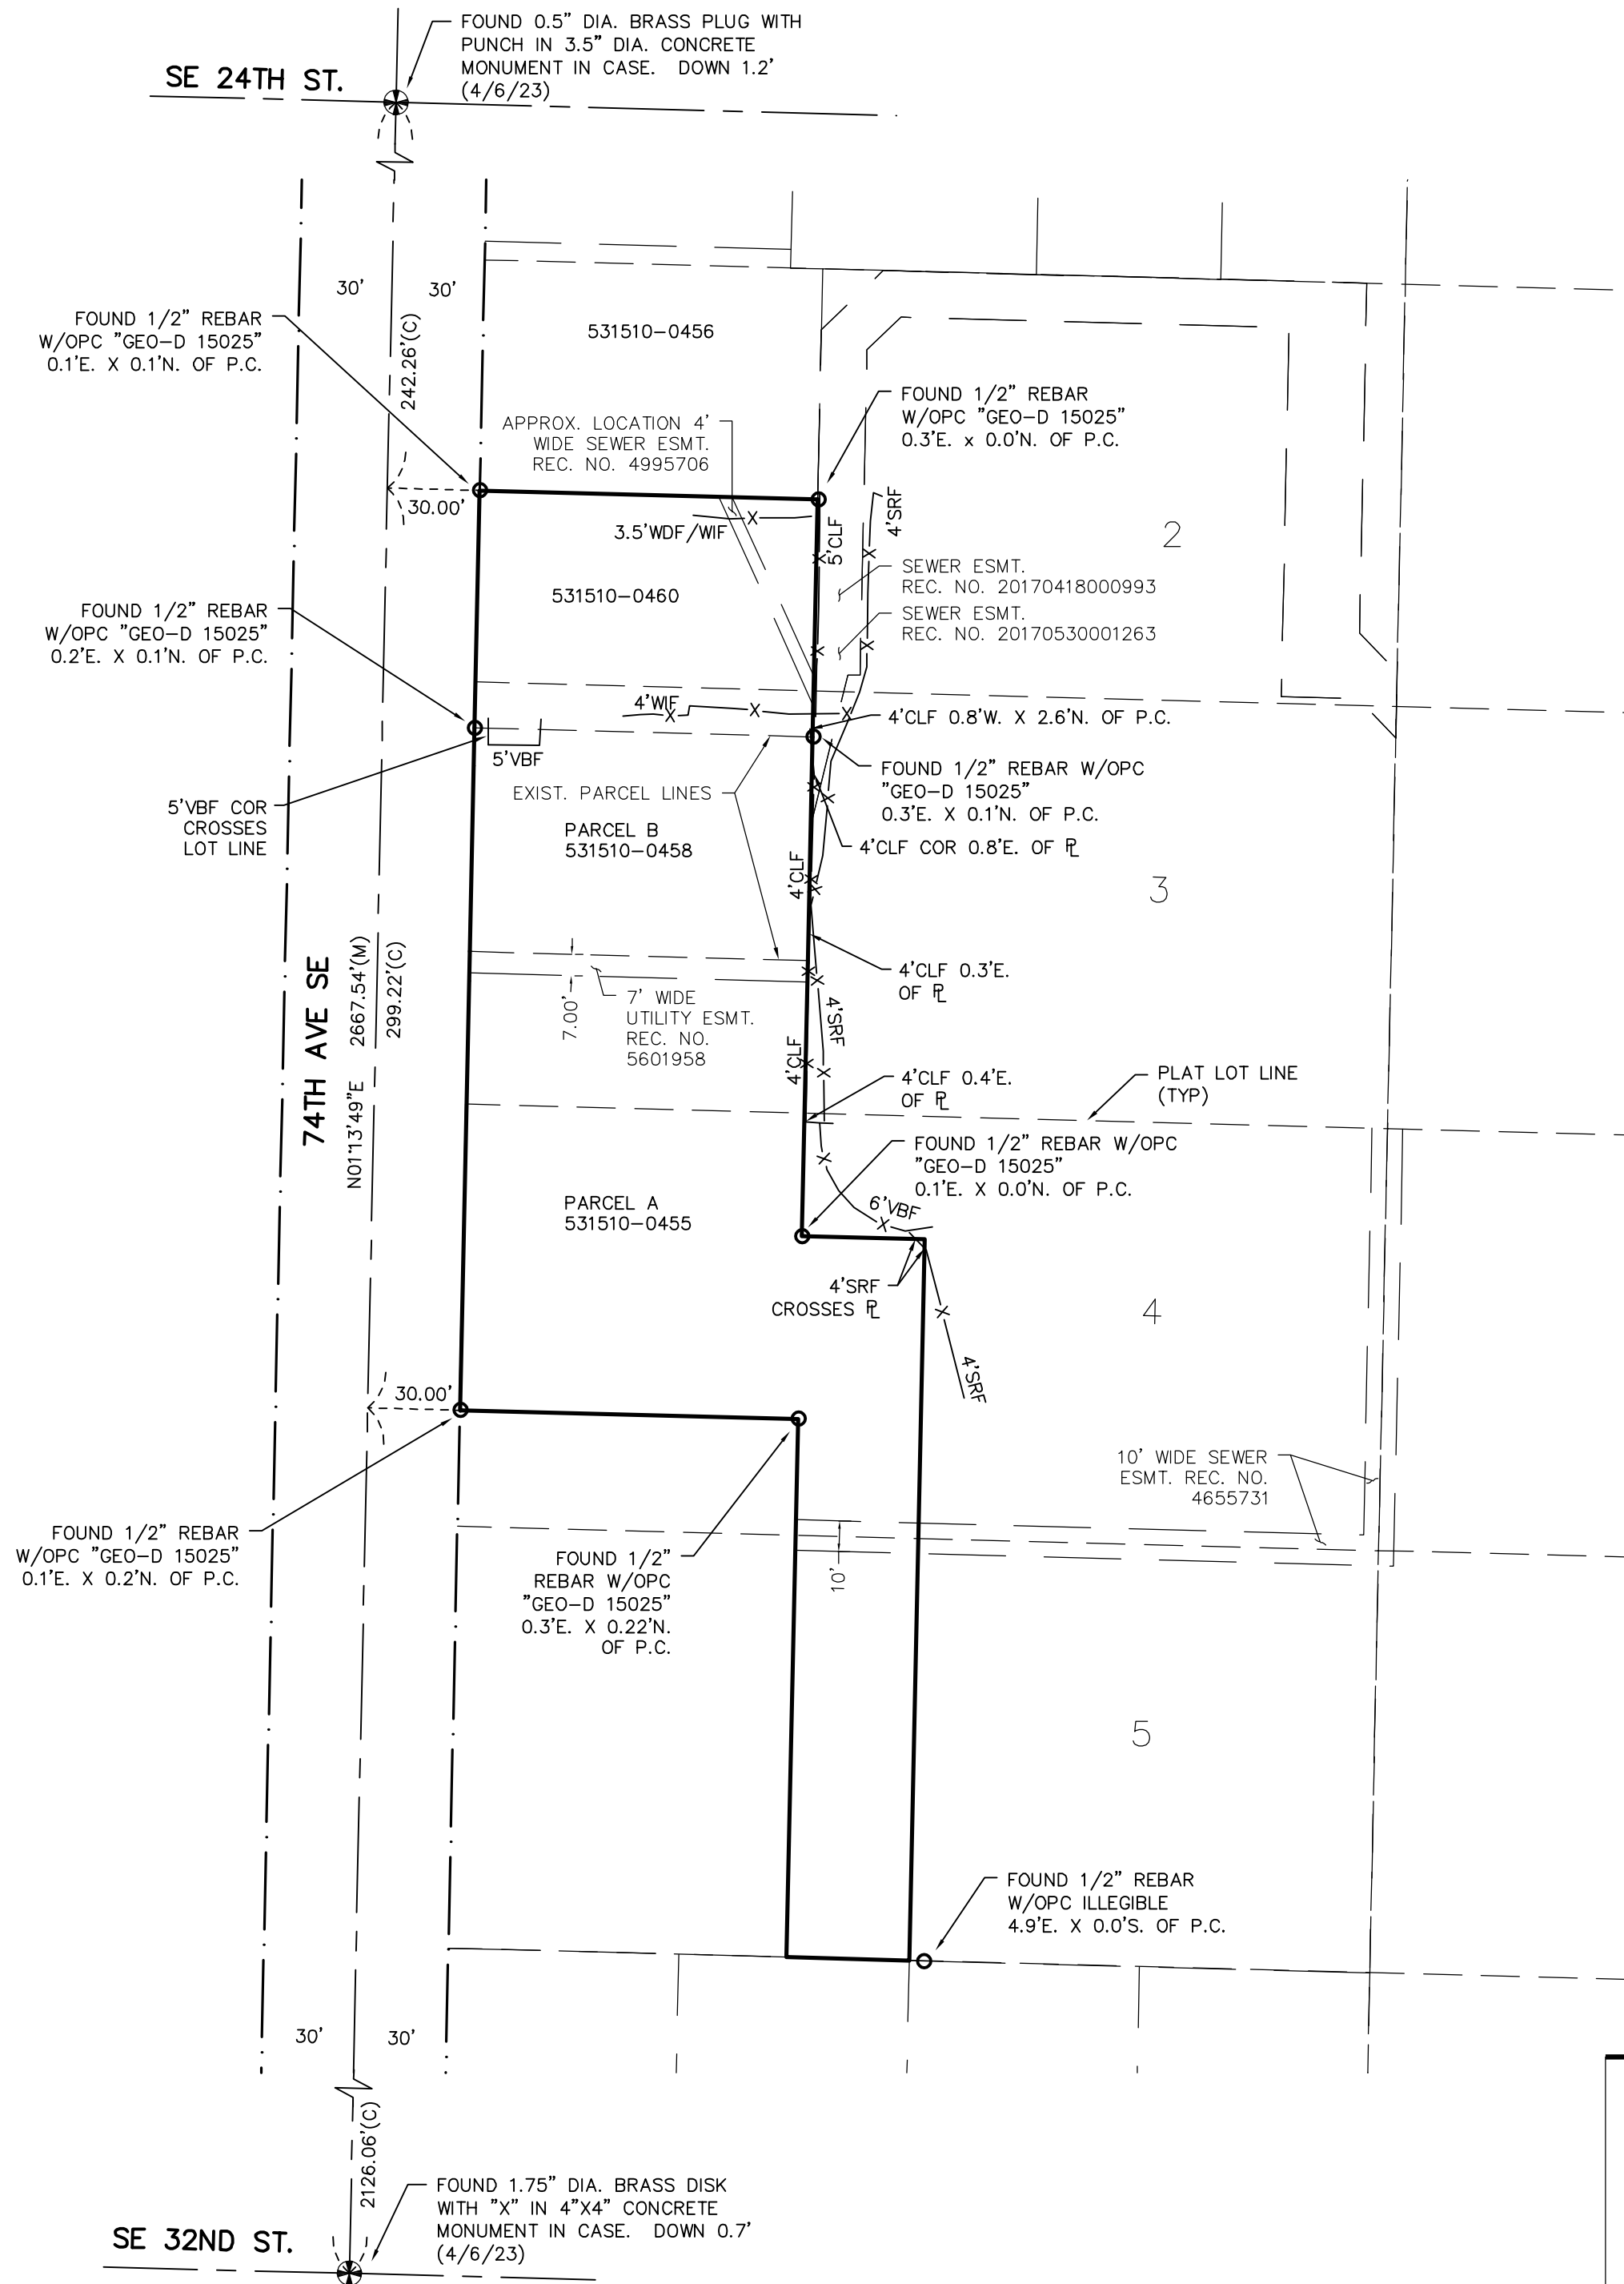 FOUND 0.5" DIA. BRASS PLUG WITH
PUNCH IN 3.5" DIA. CONCRETE
MONUMENT IN CASE. DOWN 1.2'
(4/6/23)
SE 24TH ST.
30'
30'
242.26'(C)
FOUND 1/2" REBAR
W/OPC "GEO-D 15025"
0.1'E. X 0.1'N. OF P.C.
531510-0456
APPROX. LOCATION 4'
WIDE SEWER ESMT.
REC. NO. 4995706
FOUND 1/2" REBAR
W/OPC "GEO-D 15025"
0.3'E. x 0.0'N. OF P.C.
30.00'
3.5'WDF/WIF
5'CLF
4'SRF
2
SEWER ESMT.
REC. NO. 20170418000993
SEWER ESMT.
REC. NO. 20170530001263
531510-0460
FOUND 1/2" REBAR
W/OPC "GEO-D 15025"
0.2'E. X 0.1'N. OF P.C.
4'WIF
4'CLF 0.8'W. X 2.6'N. OF P.C.
5'VBF
FOUND 1/2" REBAR W/OPC
"GEO-D 15025"
0.3'E. X 0.1'N. OF P.C.
EXIST. PARCEL LINES
5'VBF COR
CROSSES
LOT LINE
PARCEL B
531510-0458
4'CLF COR 0.8'E. OF PL
4'CLF
3
74TH AVE SE
N01°13'49"E 2667.54'(M)
299.22'(C)
4'CLF 0.3'E.
OF PL
7.00'
7' WIDE
UTILITY ESMT.
REC. NO.
5601958
4'SRF
4'CLF
4'CLF 0.4'E.
OF PL
PLAT LOT LINE
(TYP)
FOUND 1/2" REBAR W/OPC
"GEO-D 15025"
0.1'E. X 0.0'N. OF P.C.
PARCEL A
531510-0455
6'VBF
4'SRF
CROSSES PL
4
4'SRF
30.00'
10' WIDE SEWER
ESMT. REC. NO.
4655731
FOUND 1/2" REBAR
W/OPC "GEO-D 15025"
0.1'E. X 0.2'N. OF P.C.
FOUND 1/2"
REBAR W/OPC
"GEO-D 15025"
0.3'E. X 0.22'N.
OF P.C.
10'
5
FOUND 1/2" REBAR
W/OPC ILLEGIBLE
4.9'E. X 0.0'S. OF P.C.
30'
30'
2126.06'(C)
FOUND 1.75" DIA. BRASS DISK
WITH "X" IN 4"X4" CONCRETE
MONUMENT IN CASE. DOWN 0.7'
(4/6/23)
SE 32ND ST.